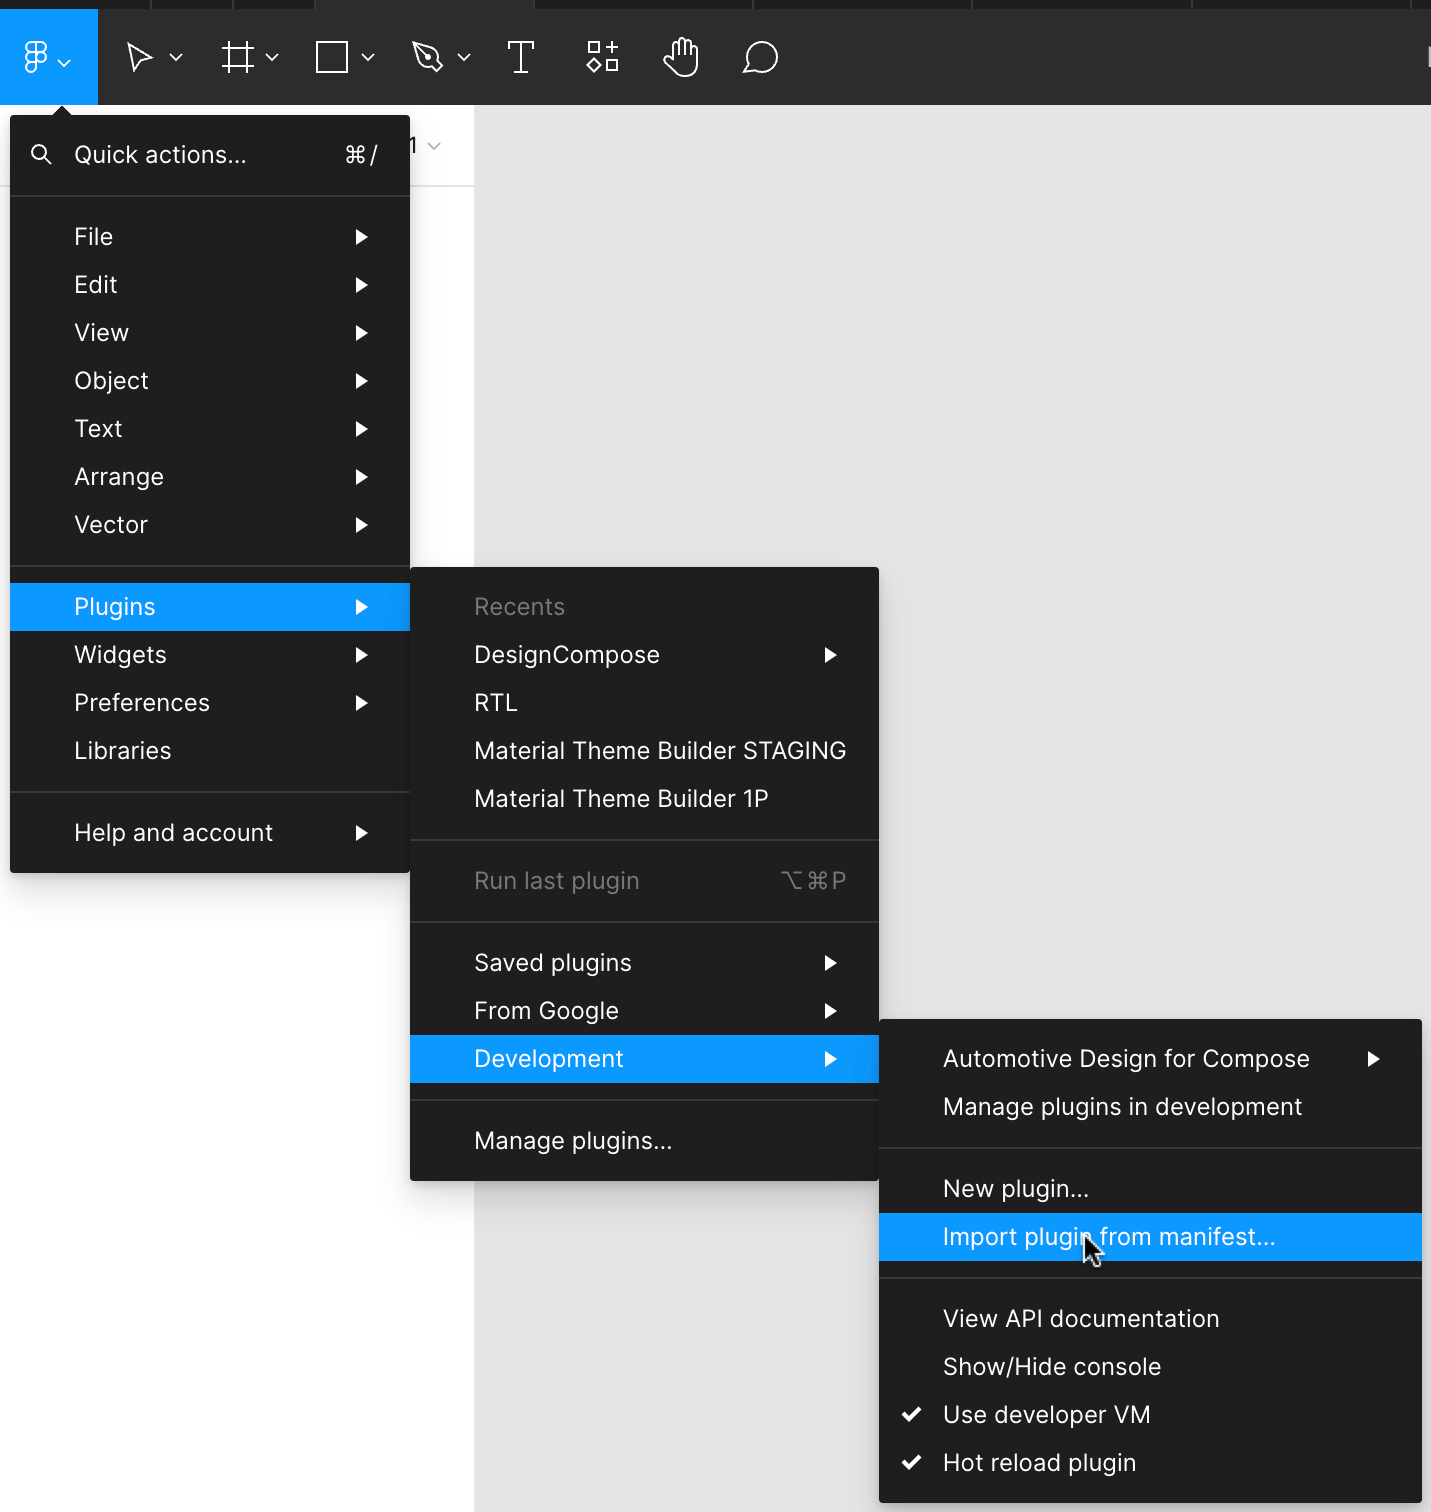 Quick actions... ⌘/
1
File
Edit
View
Object
Text
Arrange
Vector
Plugins
Widgets
Preferences
Libraries
Help and account
Recents
DesignCompose
RTL
Material Theme Builder STAGING
Material Theme Builder 1P
Run last plugin ⌥⌘P
Saved plugins
From Google
Development
Manage plugins...
Automotive Design for Compose
Manage plugins in development
New plugin...
Import plugin from manifest...
View API documentation
Show/Hide console
Use developer VM
Hot reload plugin